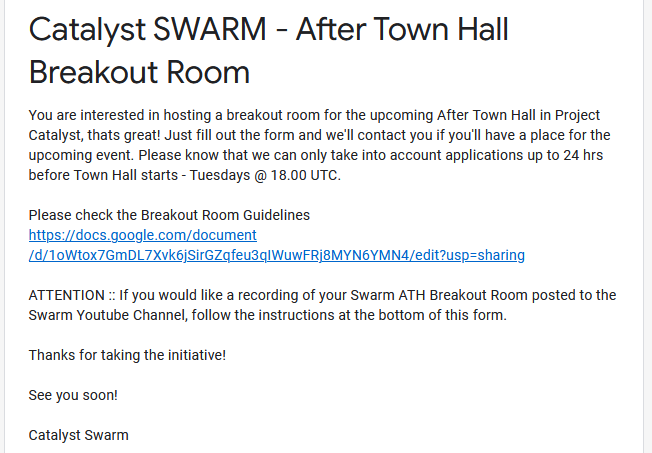 Catalyst SWARM - After Town Hall
Breakout Room
You are interested in hosting a breakout room for the upcoming After Town Hall in Project
Catalyst, thats great! Just fill out the form and we'll contact you if you'll have a place for the
upcoming event. Please know that we can only take into account applications up to 24 hrs
before Town Hall starts - Tuesdays @ 18.00 UTC.
Please check the Breakout Room Guidelines
https://docs.google.com/document
/d/1oWtox7GmDL7Xvk6jSirGZqfeu3qIWuwFRj8MYN6YMN4/edit?usp=sharing
ATTENTION :: If you would like a recording of your Swarm ATH Breakout Room posted to the
Swarm Youtube Channel, follow the instructions at the bottom of this form.
Thanks for taking the initiative!
See you soon!
Catalyst Swarm